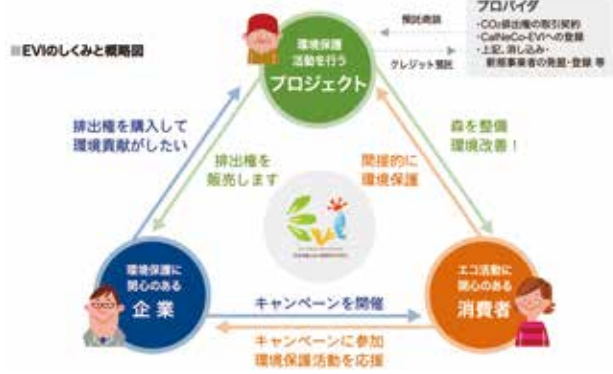 ■EVIのしくみと概略図
プロバイダ
・CO₂排出権の取引契約
・CalNeCo-EVIへの登録
・上記、消し込み・
新規事業者の発掘・登録 等
預託商談
クレジット預託
環境保護
活動を行う
プロジェクト
排出権を購入して
環境貢献がしたい
排出権を
販売します
間接的に
環境保護
森を整備
環境改善！
Evi
環境保護に
関心のある
企業
キャンペーンを開催
キャンペーンに参加
環境保護活動を応援
エコ活動に
関心のある
消費者